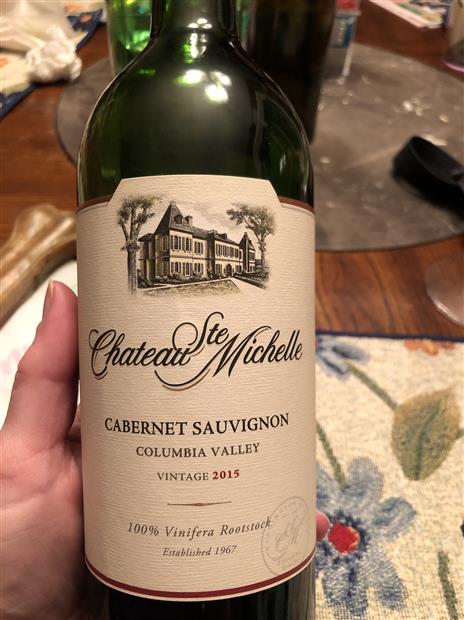 Chateau Ste Michelle
CABERNET SAUVIGNON
COLUMBIA VALLEY
VINTAGE 2015
100% Vinifera Rootstock
Established 1967